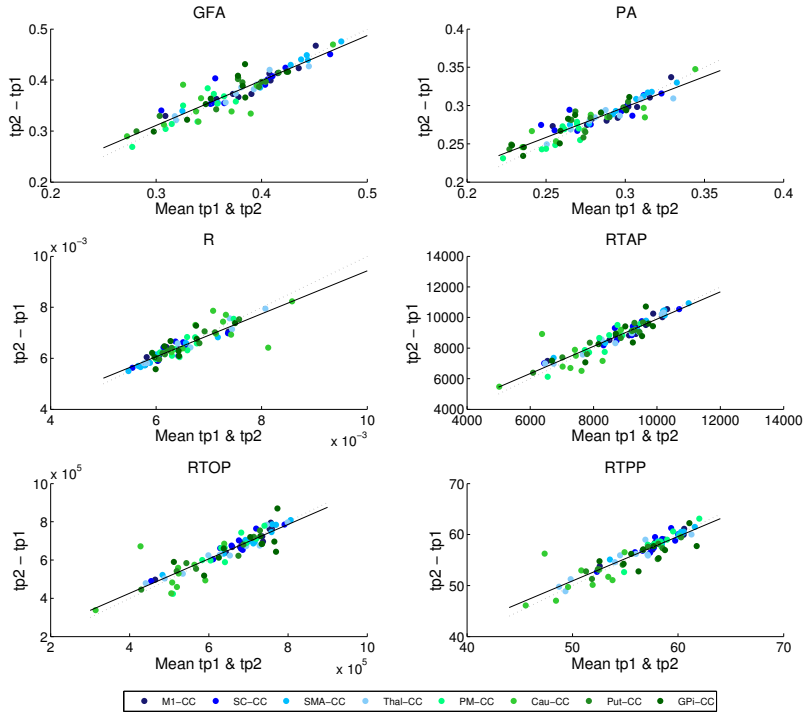 GFA
0.5
0.4
0.3
0.2
tp2 − tp1
0.2 0.3 0.4 0.5
Mean tp1 & tp2
PA
0.4
0.35
0.3
0.25
0.2
tp2 − tp1
0.2 0.25 0.3 0.35 0.4
Mean tp1 & tp2
R
x 10−3
10
8
6
4
tp2 − tp1
4 6 8 10
Mean tp1 & tp2
x 10−3
RTAP
14000
12000
10000
8000
6000
4000
tp2 − tp1
4000 6000 8000 10000 12000 14000
Mean tp1 & tp2
RTOP
x 105
10
8
6
4
2
tp2 − tp1
2 4 6 8 10
Mean tp1 & tp2
x 105
RTPP
70
60
50
40
tp2 − tp1
40 50 60 70
Mean tp1 & tp2
M1−CC SC−CC SMA−CC Thal−CC PM−CC Cau−CC Put−CC GPi−CC